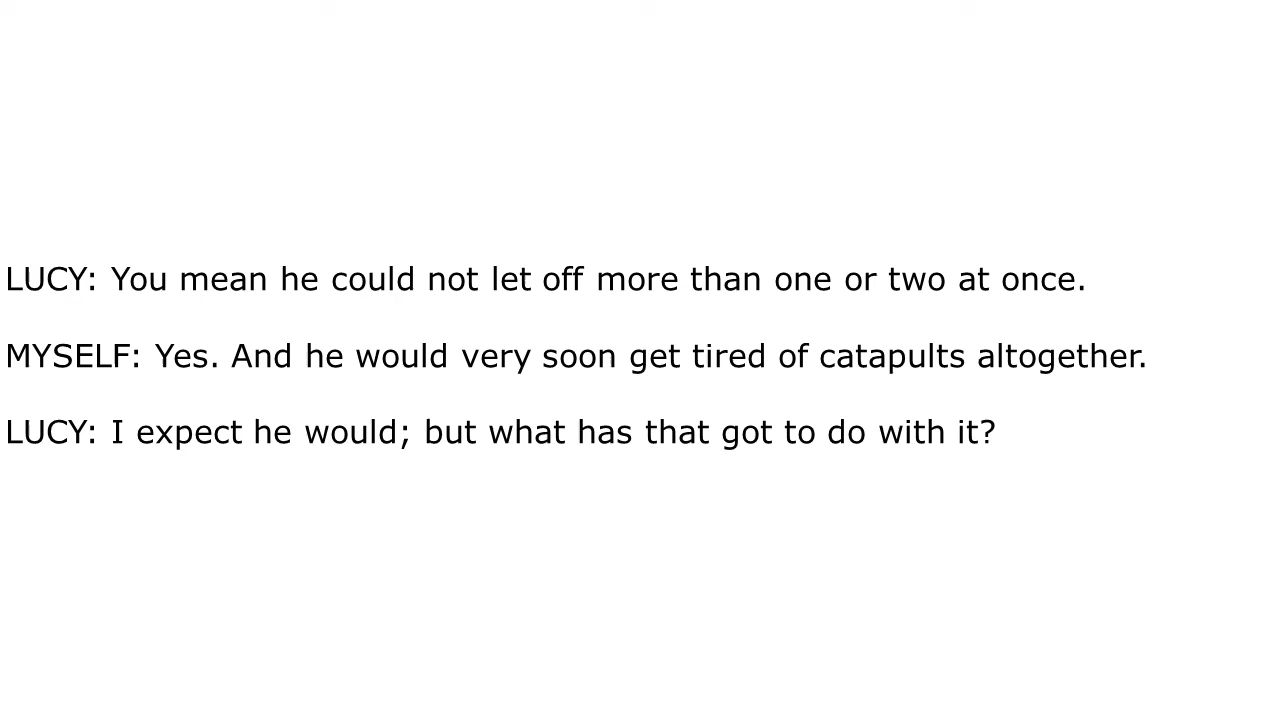 LUCY: You mean he could not let off more than one or two at once.
MYSELF: Yes. And he would very soon get tired of catapults altogether.
LUCY: I expect he would; but what has that got to do with it?